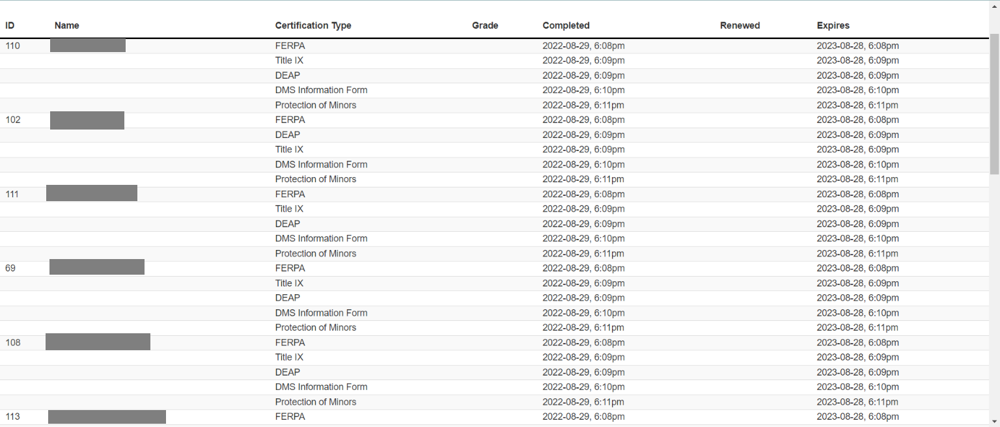 ID Name Certification Type Grade Completed Renewed Expires
110 FERPA 2022-08-29, 6:08pm 2023-08-28, 6:08pm
Title IX 2022-08-29, 6:09pm 2023-08-28, 6:09pm
DEAP 2022-08-29, 6:09pm 2023-08-28, 6:09pm
DMS Information Form 2022-08-29, 6:10pm 2023-08-28, 6:10pm
Protection of Minors 2022-08-29, 6:11pm 2023-08-28, 6:11pm
102 FERPA 2022-08-29, 6:08pm 2023-08-28, 6:08pm
DEAP 2022-08-29, 6:09pm 2023-08-28, 6:09pm
Title IX 2022-08-29, 6:09pm 2023-08-28, 6:09pm
DMS Information Form 2022-08-29, 6:10pm 2023-08-28, 6:10pm
Protection of Minors 2022-08-29, 6:11pm 2023-08-28, 6:11pm
111 FERPA 2022-08-29, 6:08pm 2023-08-28, 6:08pm
Title IX 2022-08-29, 6:09pm 2023-08-28, 6:09pm
DEAP 2022-08-29, 6:09pm 2023-08-28, 6:09pm
DMS Information Form 2022-08-29, 6:10pm 2023-08-28, 6:10pm
Protection of Minors 2022-08-29, 6:11pm 2023-08-28, 6:11pm
69 FERPA 2022-08-29, 6:08pm 2023-08-28, 6:08pm
Title IX 2022-08-29, 6:09pm 2023-08-28, 6:09pm
DEAP 2022-08-29, 6:09pm 2023-08-28, 6:09pm
DMS Information Form 2022-08-29, 6:10pm 2023-08-28, 6:10pm
Protection of Minors 2022-08-29, 6:11pm 2023-08-28, 6:11pm
108 FERPA 2022-08-29, 6:08pm 2023-08-28, 6:08pm
Title IX 2022-08-29, 6:09pm 2023-08-28, 6:09pm
DEAP 2022-08-29, 6:09pm 2023-08-28, 6:09pm
DMS Information Form 2022-08-29, 6:10pm 2023-08-28, 6:10pm
Protection of Minors 2022-08-29, 6:11pm 2023-08-28, 6:11pm
113 FERPA 2022-08-29, 6:08pm 2023-08-28, 6:08pm